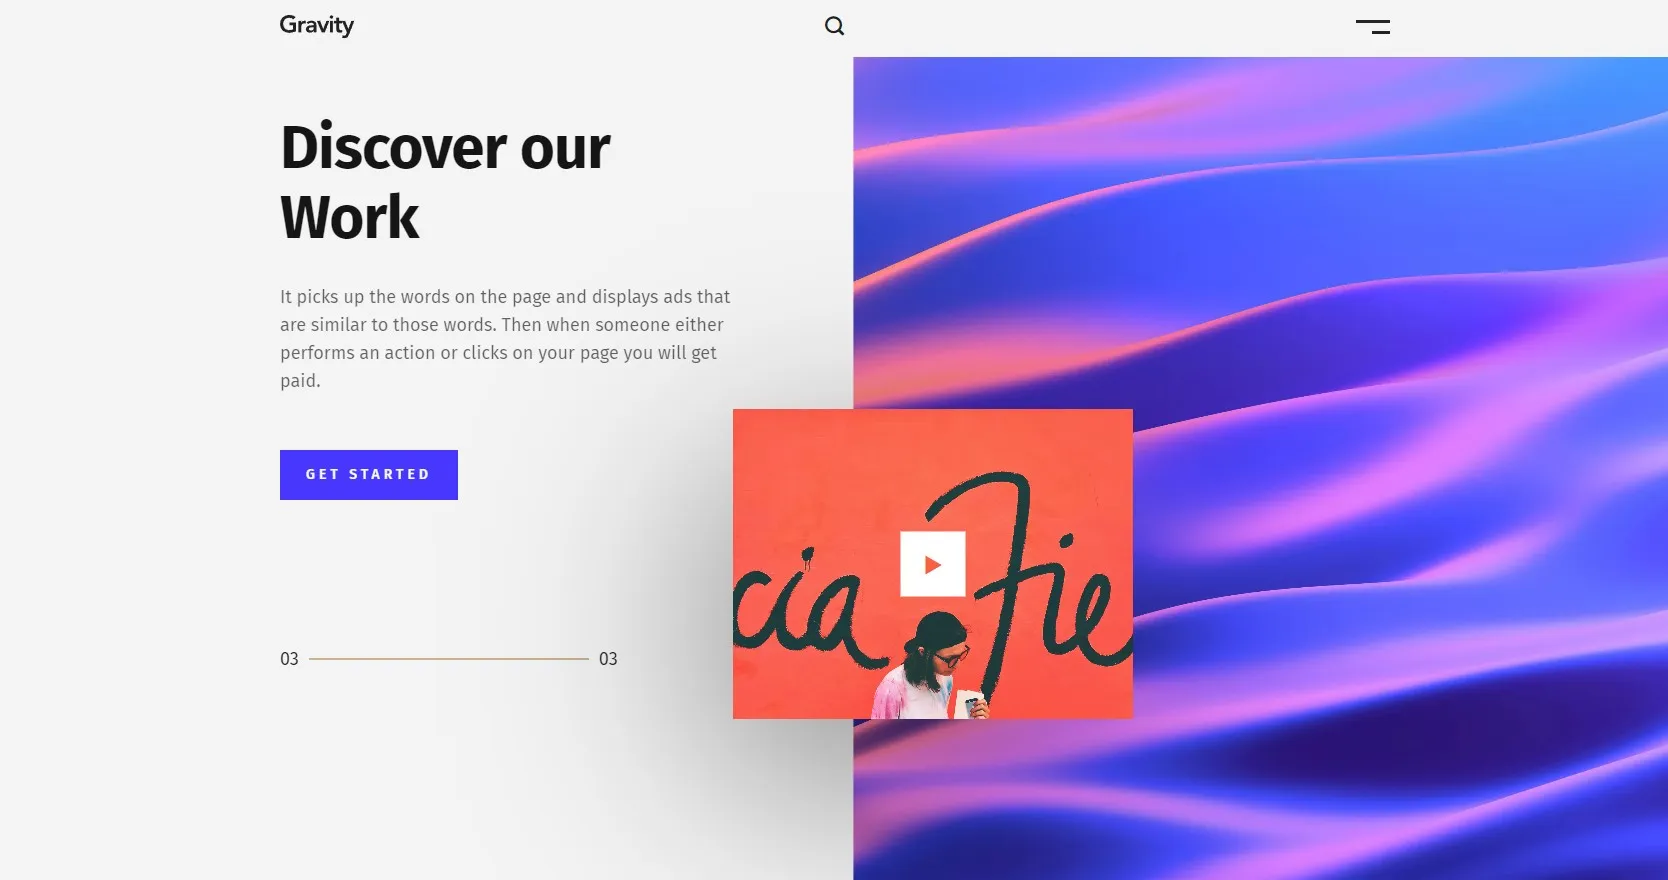 Gravity
Discover our
Work
It picks up the words on the page and displays ads that
are similar to those words. Then when someone either
performs an action or clicks on your page you will get
paid.
GET STARTED
cia Fie
03 03